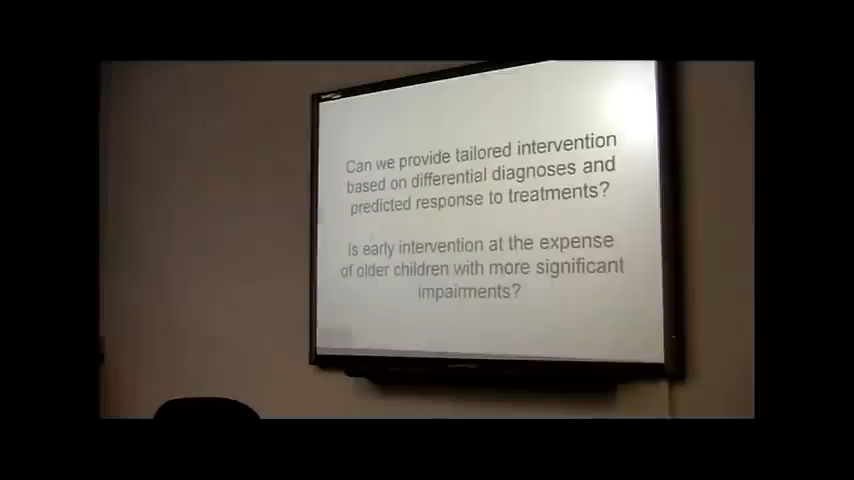 Can we provide tailored intervention
based on differential diagnoses and
predicted response to treatments?
Is early intervention at the expense
of older children with more significant
impairments?